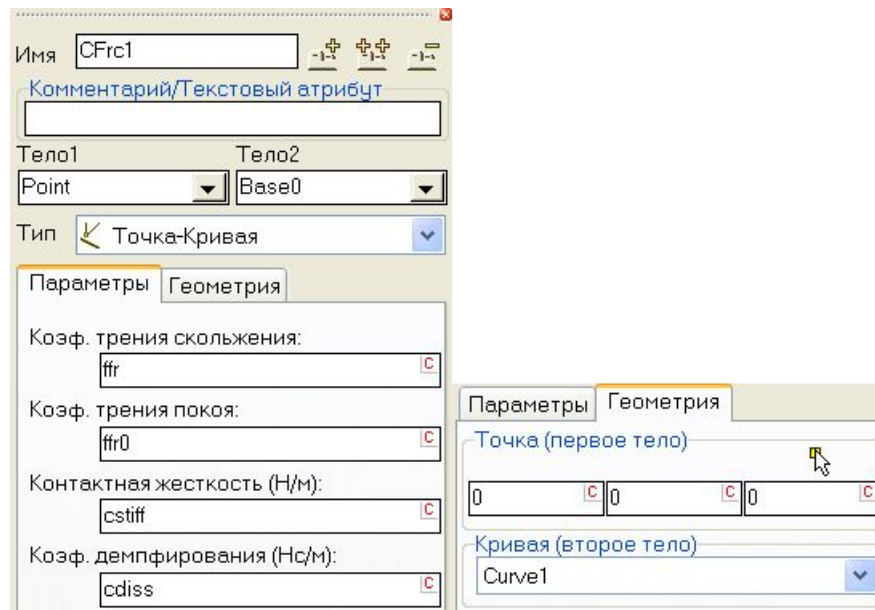 Имя CFrc1
Комментарий/Текстовый атрибут
Тело1 Тело2
Point Base0
Тип Точка-Кривая
Параметры Геометрия
Коэф. трения скольжения:
ffr C
Коэф. трения покоя:
ffr0 C
Контактная жесткость (Н/м):
cstiff C
Коэф. демпфирования (Нс/м):
cdiss C
Параметры Геометрия
Точка (первое тело)
0 C 0 C 0 C
Кривая (второе тело)
Curve1